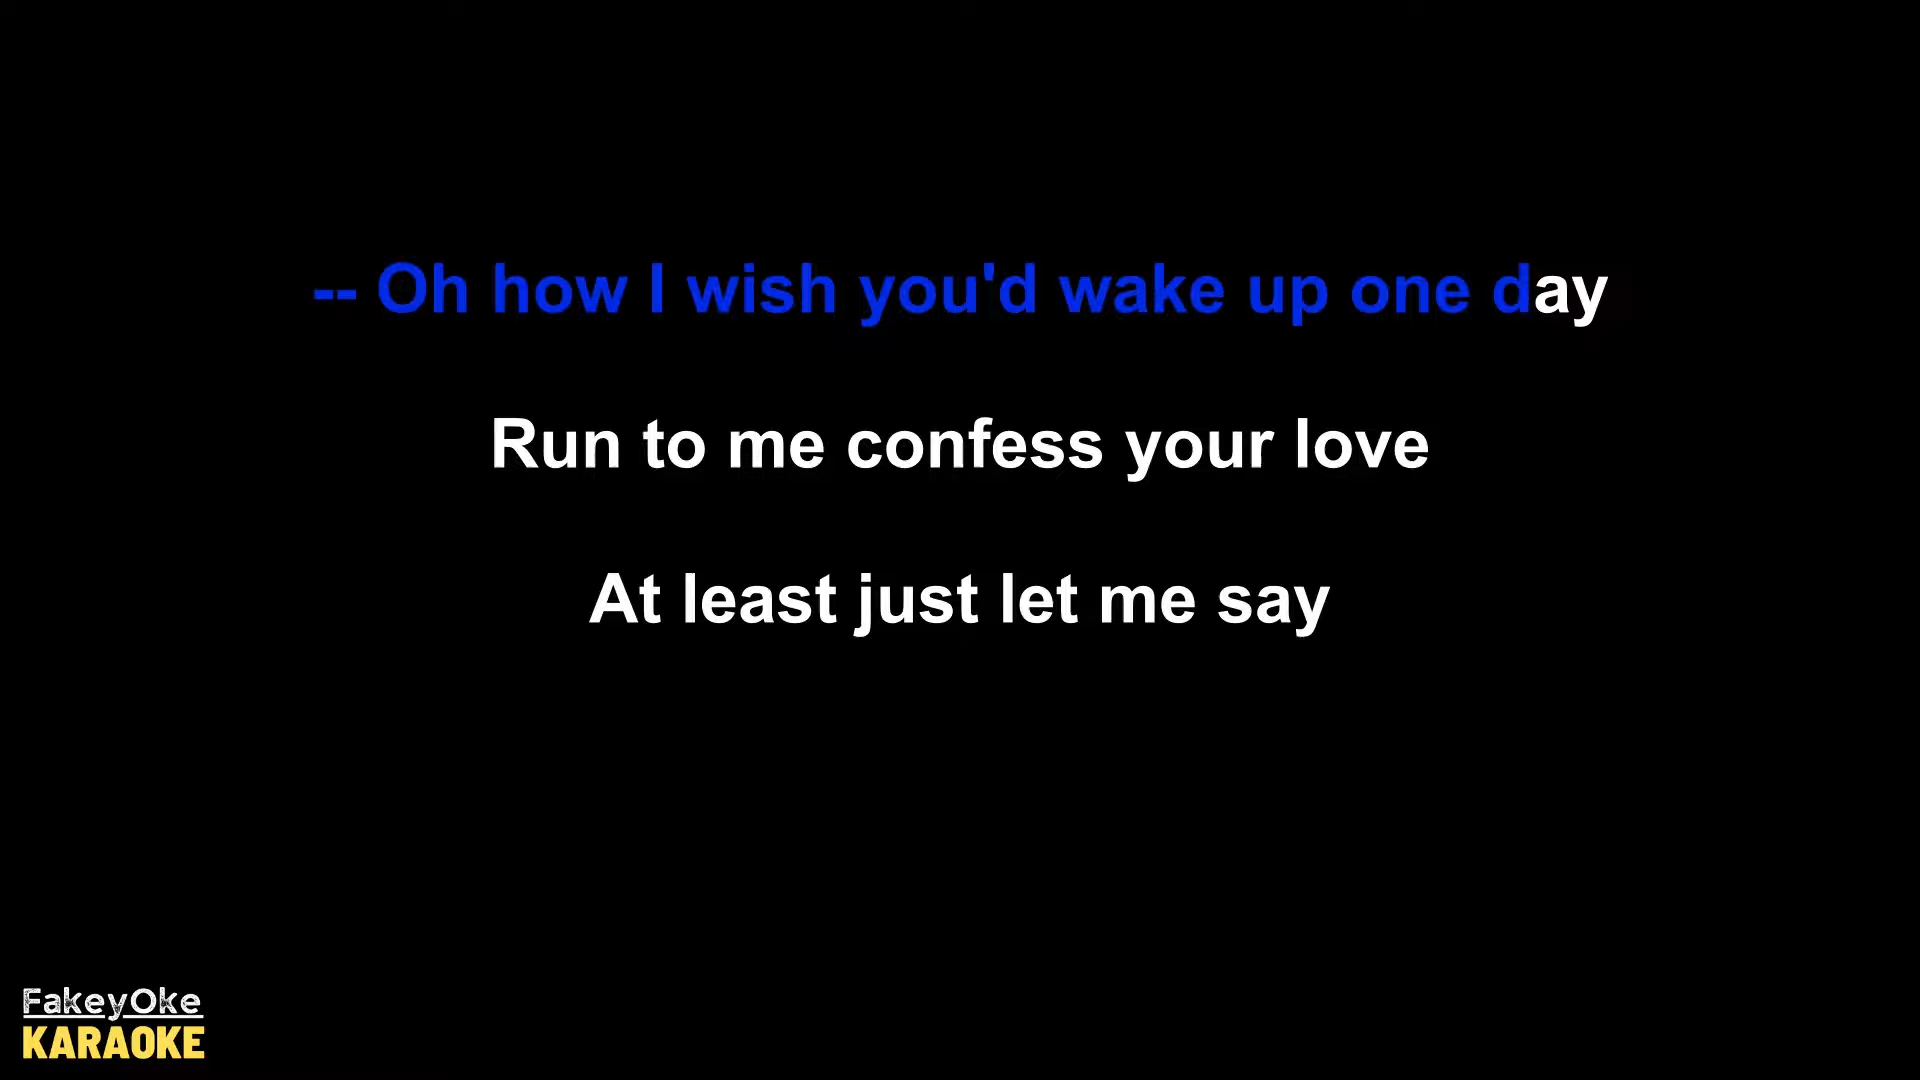 -- Oh how I wish you'd wake up one day
Run to me confess your love
At least just let me say
FakeyOke
KARAOKE